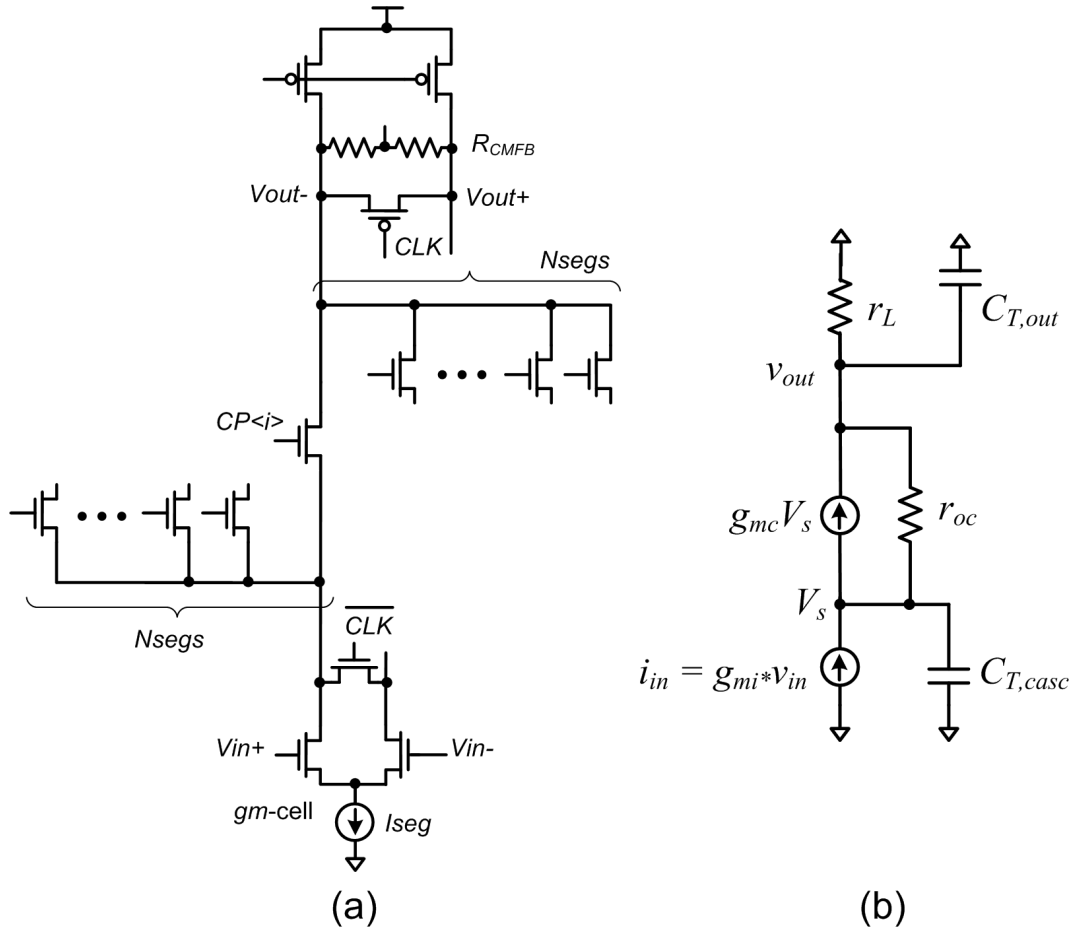 R_CMFB
Vout-
Vout+
CLK
Nsegs
CP<i>
Nsegs
C̅L̅K̅
Vin+
Vin-
gm-cell
Iseg
(a)
r_L
C_T,out
v_out
g_mc V_s
r_oc
V_s
i_in = g_mi*v_in
C_T,casc
(b)